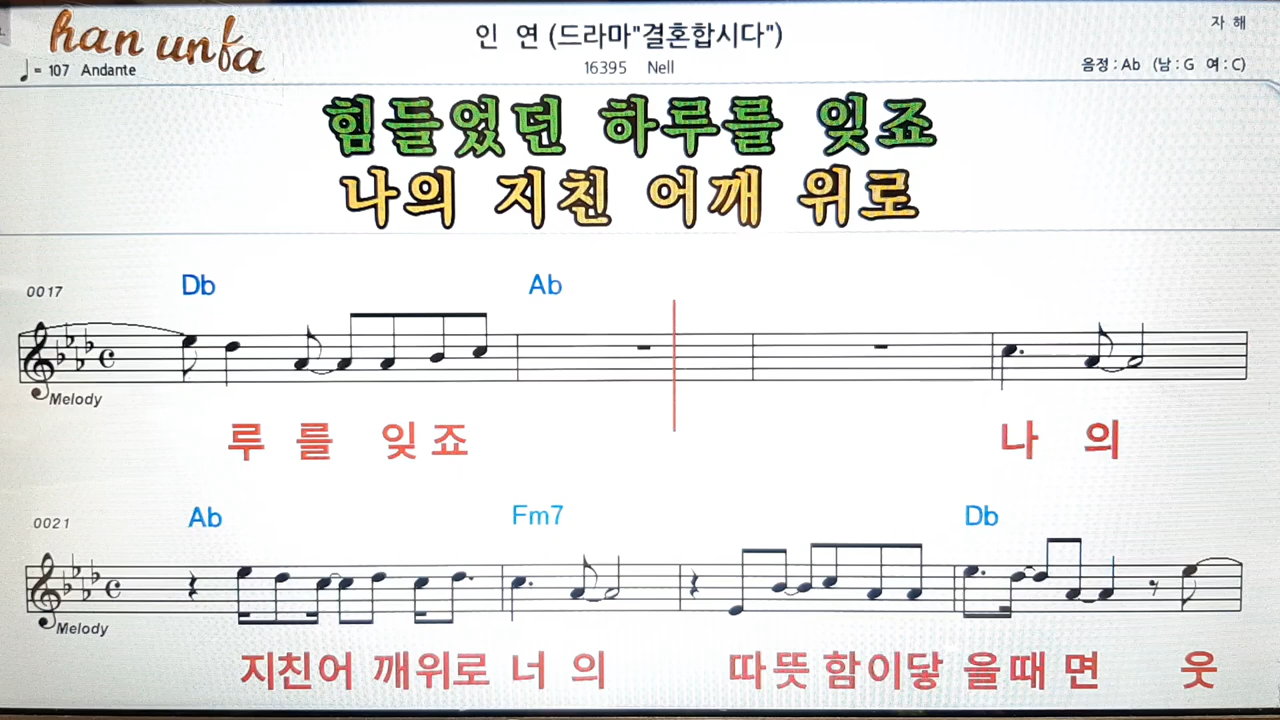 han unfa
인 연 (드라마"결혼합시다")
자 해
♩= 107 Andante
16395 Nell
음정 : Ab (남 : G 여 : C)
힘들었던 하루를 잊죠
나의 지친 어깨 위로
0017 Db Ab
Melody
루 를 잊 죠 나 의
0021 Ab Fm7 Db
Melody
지친어 깨위로 너 의 따뜻함이닿 을때 면 웃